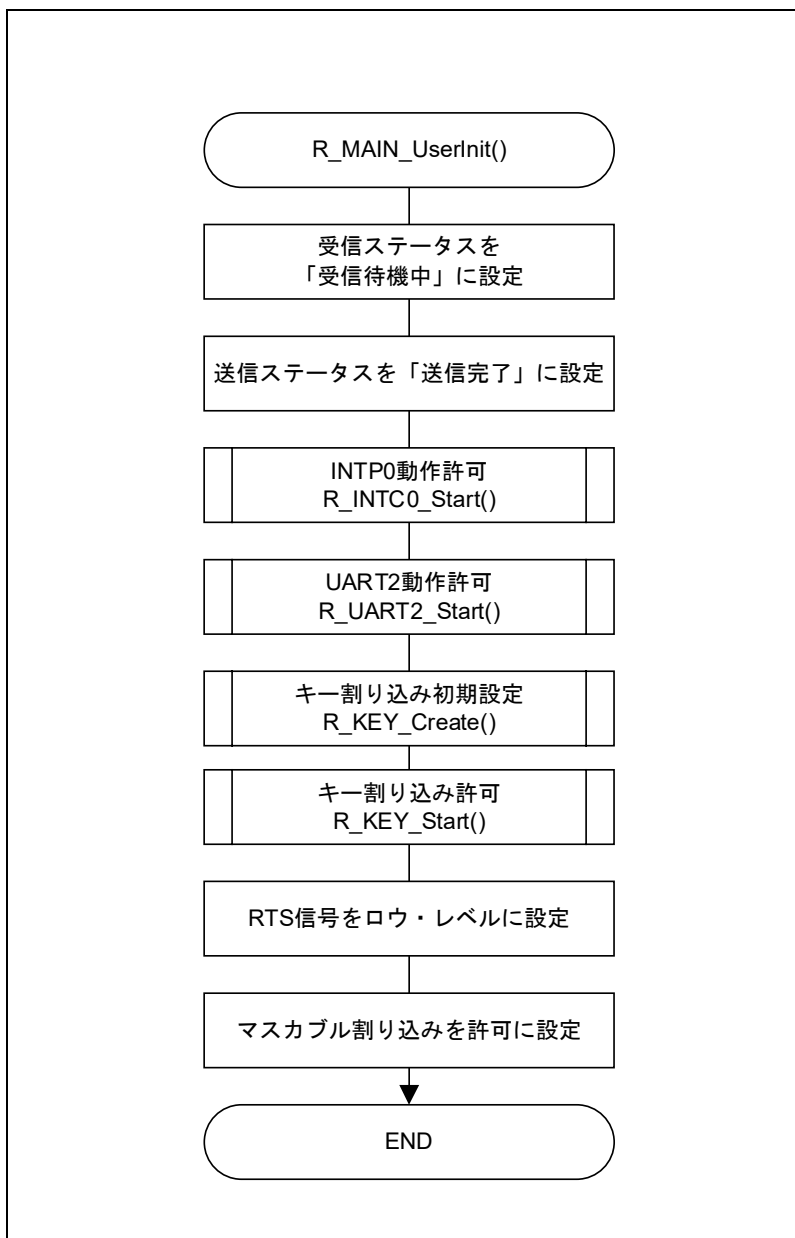 R_MAIN_UserInit()
受信ステータスを
「受信待機中」に設定
送信ステータスを「送信完了」に設定
INTP0動作許可
R_INTC0_Start()
UART2動作許可
R_UART2_Start()
キー割り込み初期設定
R_KEY_Create()
キー割り込み許可
R_KEY_Start()
RTS信号をロウ・レベルに設定
マスカブル割り込みを許可に設定
END